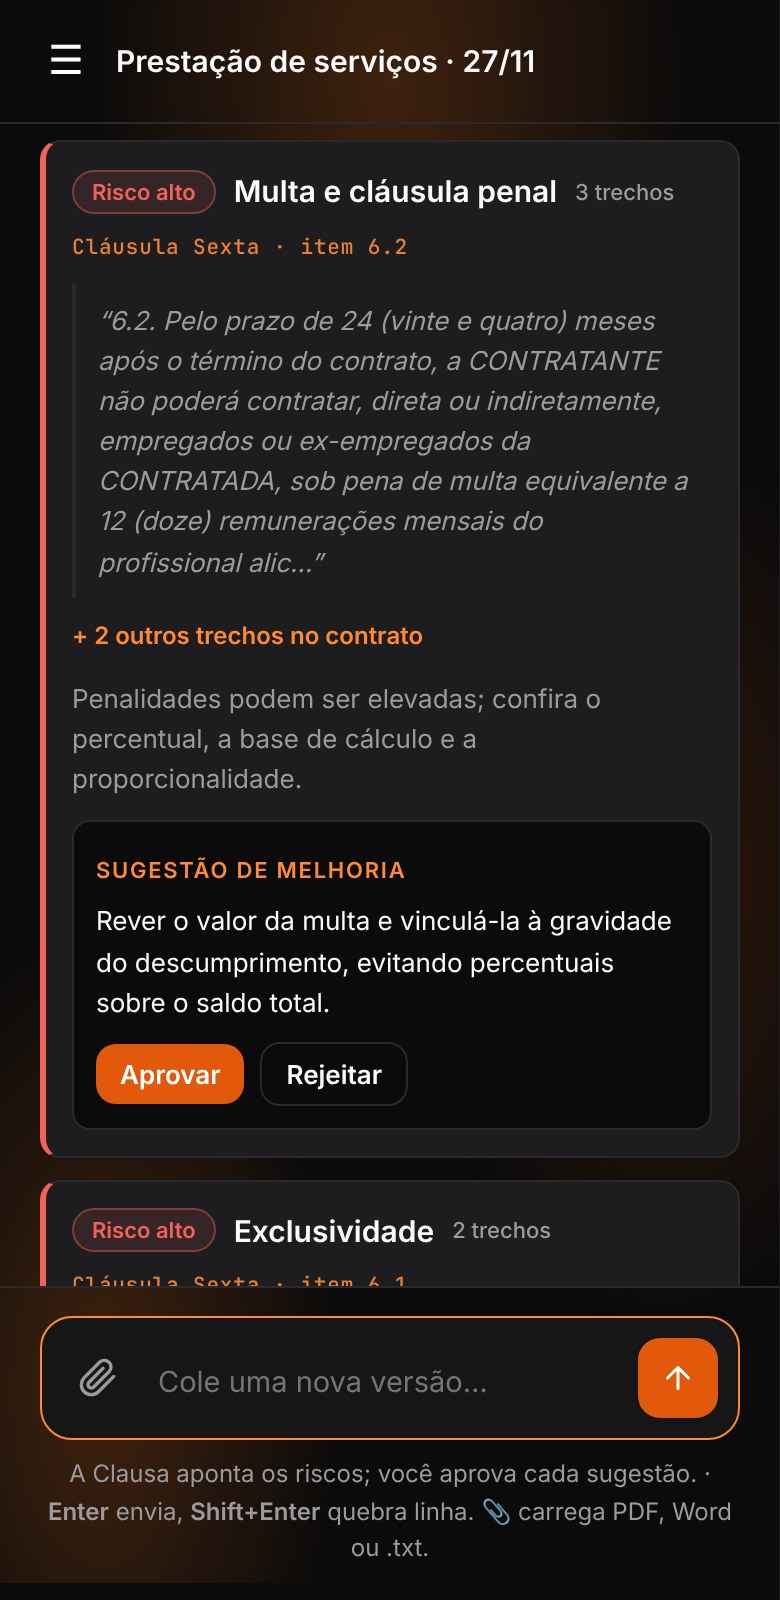 Prestação de serviços · 27/11
Risco alto Multa e cláusula penal 3 trechos
Cláusula Sexta · item 6.2
“6.2. Pelo prazo de 24 (vinte e quatro) meses
após o término do contrato, a CONTRATANTE
não poderá contratar, direta ou indiretamente,
empregados ou ex-empregados da
CONTRATADA, sob pena de multa equivalente a
12 (doze) remunerações mensais do
profissional alic...”
+ 2 outros trechos no contrato
Penalidades podem ser elevadas; confira o
percentual, a base de cálculo e a
proporcionalidade.
SUGESTÃO DE MELHORIA
Rever o valor da multa e vinculá-la à gravidade
do descumprimento, evitando percentuais
sobre o saldo total.
Aprovar Rejeitar
Risco alto Exclusividade 2 trechos
Cláusula Sexta · item 6.1
Cole uma nova versão...
A Clausa aponta os riscos; você aprova cada sugestão. ·
Enter envia, Shift+Enter quebra linha. 📎 carrega PDF, Word
ou .txt.